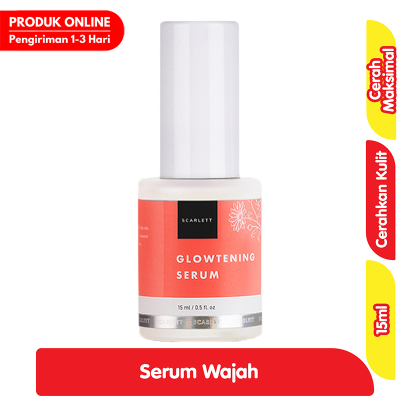 PRODUK ONLINE
Pengiriman 1-3 Hari
Cerah
Maksimal
Cerahkan Kulit
15ml
SCARLETT
GLOWTENING
SERUM
15 ml / 0.5 fl. oz
SCARLETT
Serum Wajah